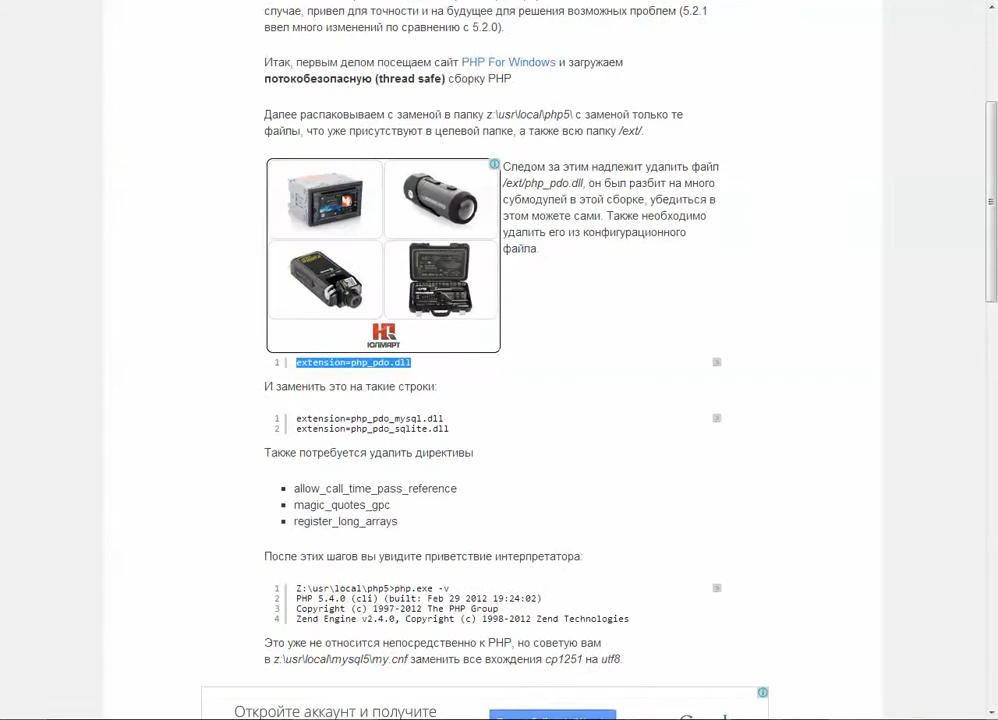 случае, привел для точности и на будущее для решения возможных проблем (5.2.1
ввел много изменений по сравнению с 5.2.0).
Итак, первым делом посещаем сайт PHP For Windows и загружаем
потокобезопасную (thread safe) сборку PHP.
Далее распаковываем с заменой в папку z:\usr\local\php5\ с заменой только те
файлы, что уже присутствуют в целевой папке, а также всю папку /ext/.
Следом за этим надлежит удалить файл
/ext/php_pdo.dll, он был разбит на много
субмодулей в этой сборке, убедиться в
этом можете сами. Также необходимо
удалить его из конфигурационного
файла.
ЮЛМАРТ
1 extension=php_pdo.dll
И заменить это на такие строки:
1 extension=php_pdo_mysql.dll
2 extension=php_pdo_sqlite.dll
Также потребуется удалить директивы
allow_call_time_pass_reference
magic_quotes_gpc
register_long_arrays
После этих шагов вы увидите приветствие интерпретатора:
1 Z:\usr\local\php5>php.exe -v
2 PHP 5.4.0 (cli) (built: Feb 29 2012 19:24:02)
3 Copyright (c) 1997-2012 The PHP Group
4 Zend Engine v2.4.0, Copyright (c) 1998-2012 Zend Technologies
Это уже не относится непосредственно к PHP, но советую вам
в z:\usr\local\mysql5\my.cnf заменить все вхождения cp1251 на utf8.
Откройте аккаунт и получите